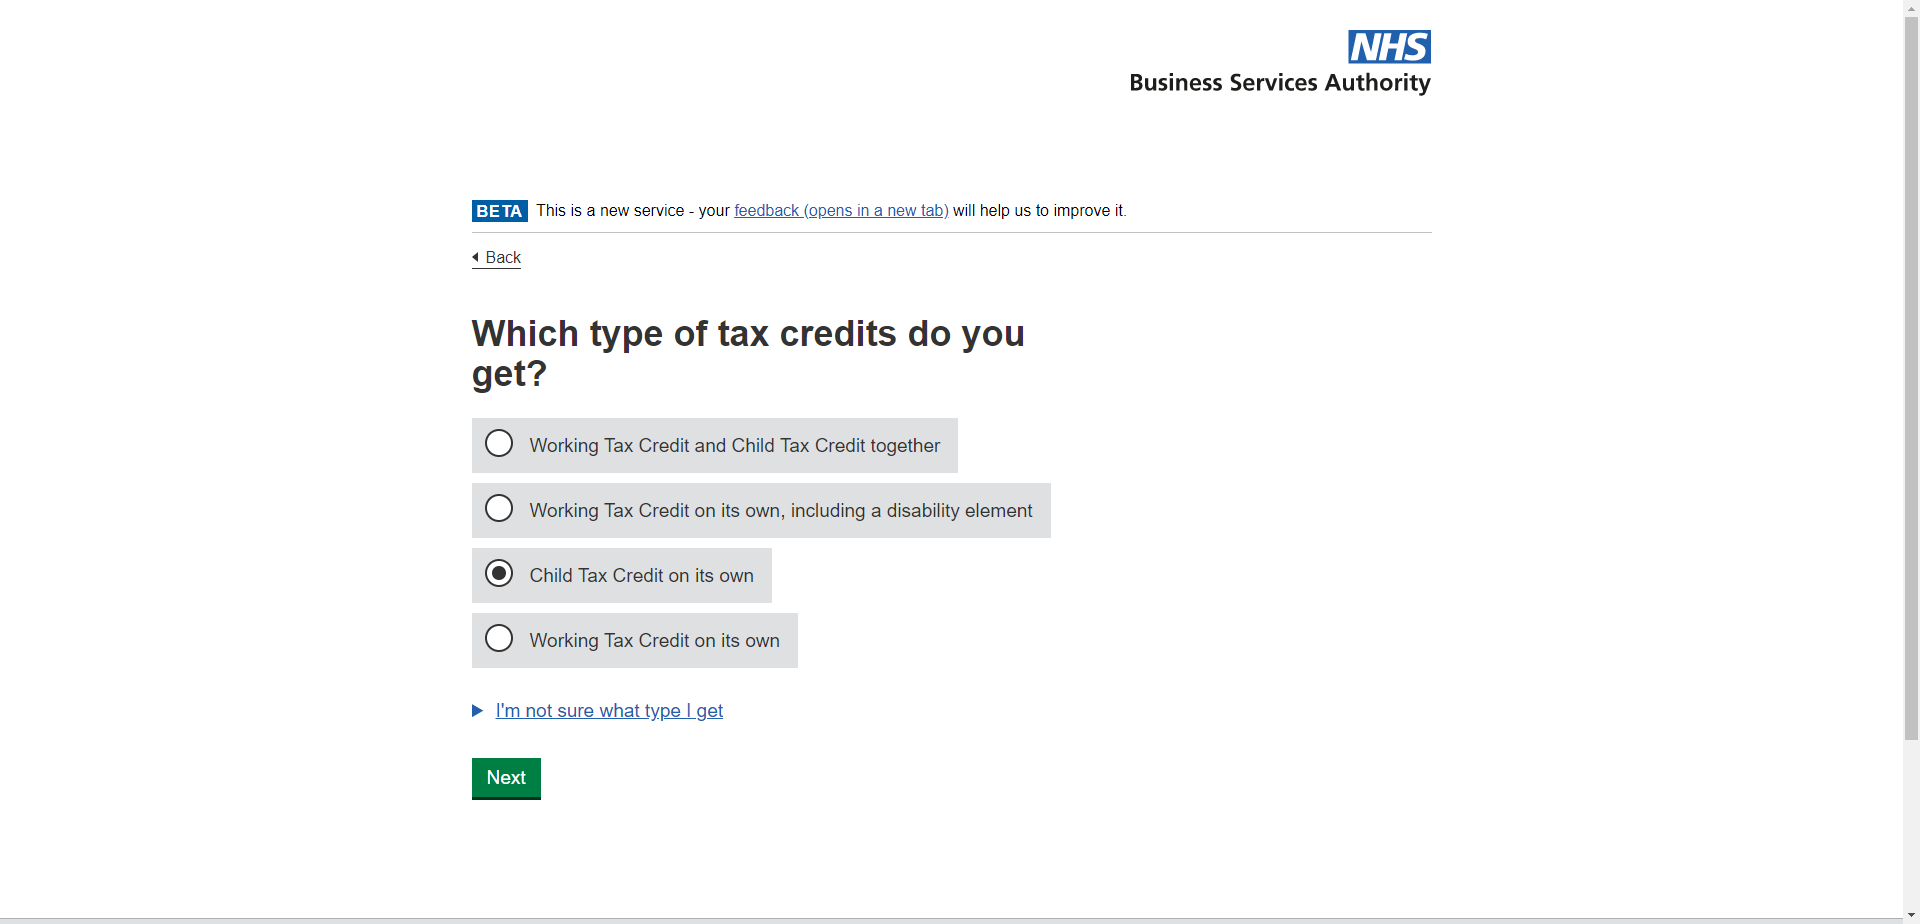 NHS
Business Services Authority
BETA This is a new service - your feedback (opens in a new tab) will help us to improve it.
Back
Which type of tax credits do you
get?
Working Tax Credit and Child Tax Credit together
Working Tax Credit on its own, including a disability element
Child Tax Credit on its own
Working Tax Credit on its own
I'm not sure what type I get
Next